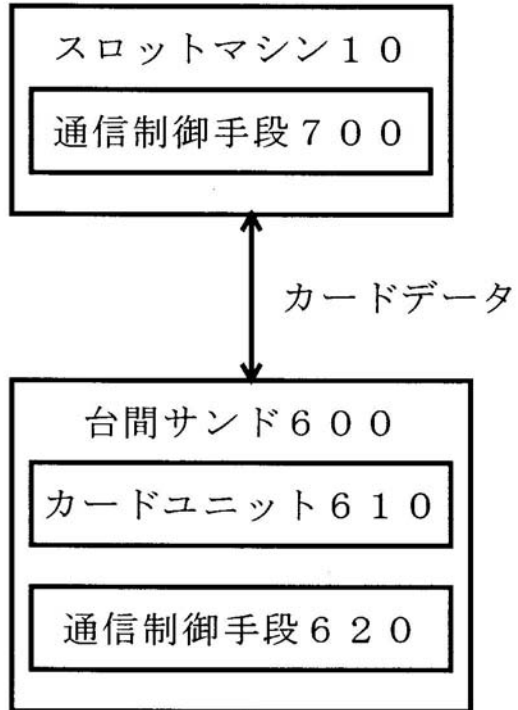 スロットマシン１０
通信制御手段７００
カードデータ
台間サンド６００
カードユニット６１０
通信制御手段６２０